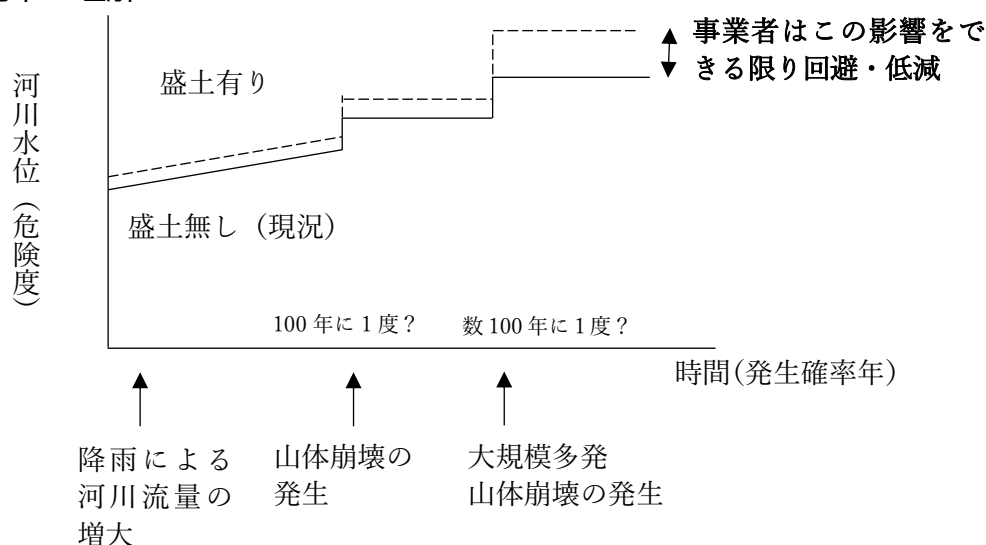 事業者はこの影響をで
きる限り回避・低減
盛土有り
河川水位（危険度）
盛土無し（現況）
100年に1度？
数100年に1度？
時間（発生確率年）
降雨による
河川流量の
増大
山体崩壊の
発生
大規模多発
山体崩壊の発生